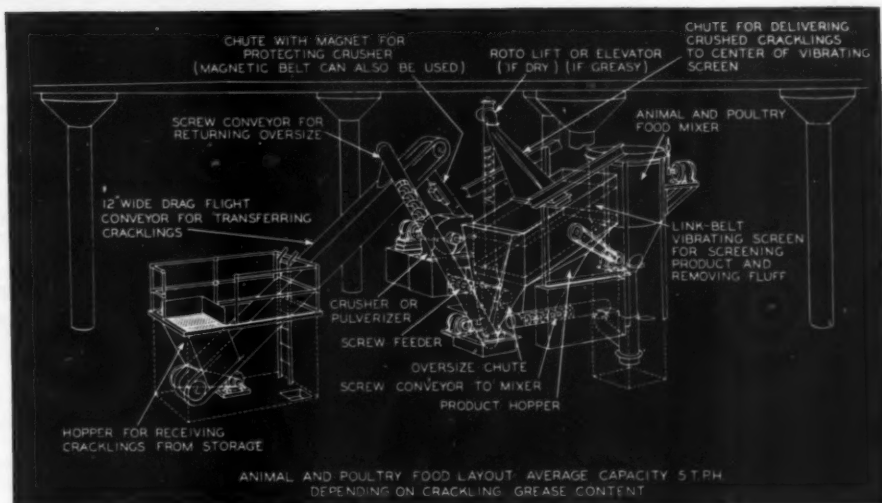 CHUTE WITH MAGNET FOR
PROTECTING CRUSHER
(MAGNETIC BELT CAN ALSO BE USED)
ROTO LIFT OR ELEVATOR
(IF DRY) (IF GREASY)
CHUTE FOR DELIVERING
CRUSHED CRACKLINGS
TO CENTER OF VIBRATING
SCREEN
SCREW CONVEYOR FOR
RETURNING OVERSIZE
ANIMAL AND POULTRY
FOOD MIXER
12" WIDE DRAG FLIGHT
CONVEYOR FOR TRANSFERRING
CRACKLINGS
LINK-BELT
VIBRATING SCREEN
FOR SCREENING
PRODUCT AND
REMOVING FLUFF
CRUSHER OR
PULVERIZER
SCREW FEEDER
OVERSIZE CHUTE
SCREW CONVEYOR TO MIXER
PRODUCT HOPPER
HOPPER FOR RECEIVING
CRACKLINGS FROM STORAGE
ANIMAL AND POULTRY FOOD LAYOUT AVERAGE CAPACITY 5 T.P.H.
DEPENDING ON CRACKLING GREASE CONTENT